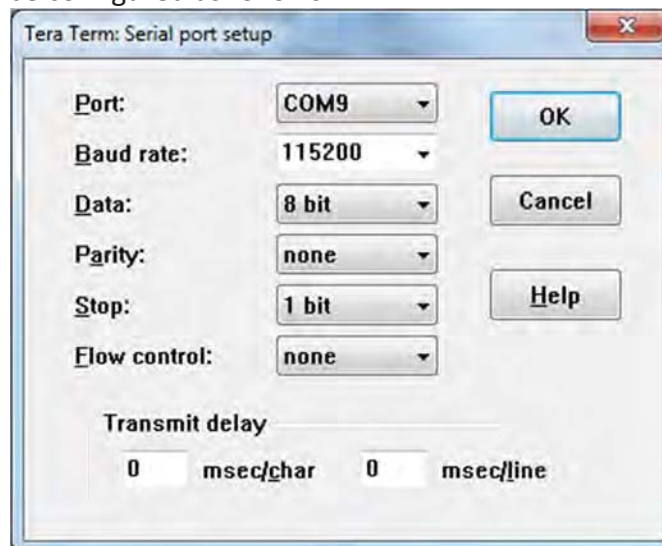 Tera Term: Serial port setup
Port: COM9 OK
Baud rate: 115200
Data: 8 bit Cancel
Parity: none
Stop: 1 bit Help
Flow control: none
Transmit delay
0 msec/char 0 msec/line